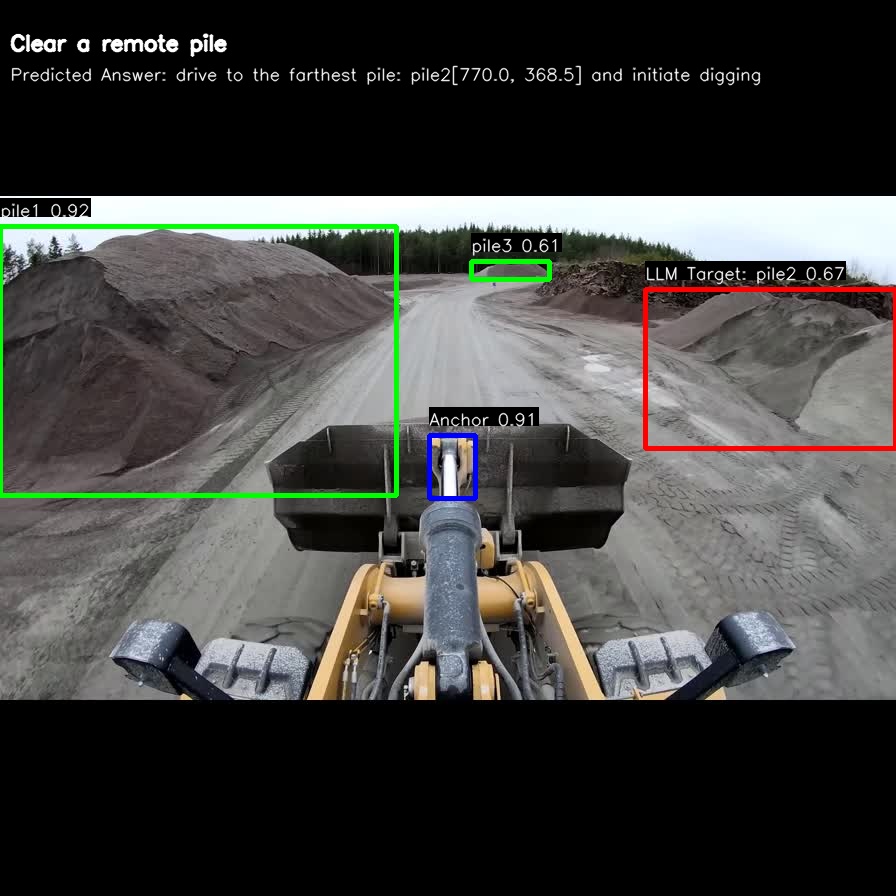 Clear a remote pile
Predicted Answer: drive to the farthest pile: pile2[770.0, 368.5] and initiate digging
pile1 0.92
pile3 0.61
LLM Target: pile2 0.67
Anchor 0.91